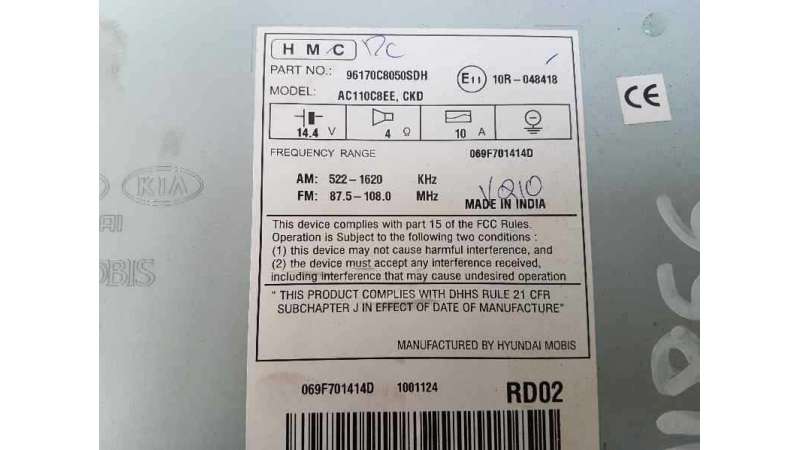 HMC
PART NO.: 96170C8050SDH E11 10R-048418
MODEL: AC110C8EE, CKD
CE
14.4 V 4 Ω 10 A
FREQUENCY RANGE 069F701414D
AM: 522-1620 KHz
FM: 87.5-108.0 MHz MADE IN INDIA
This device complies with part 15 of the FCC Rules.
Operation is Subject to the following two conditions :
(1) this device may not cause harmful interference, and
(2) the device must accept any interference received,
including interference that may cause undesired operation
" THIS PRODUCT COMPLIES WITH DHHS RULE 21 CFR
SUBCHAPTER J IN EFFECT OF DATE OF MANUFACTURE"
MANUFACTURED BY HYUNDAI MOBIS
069F701414D 1001124 RD02
KIA